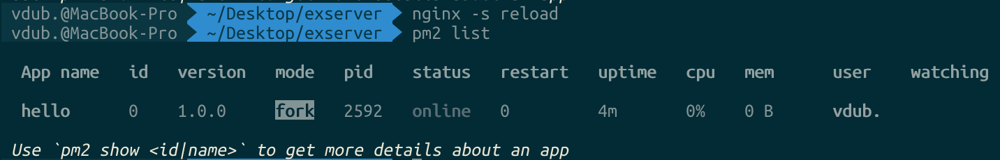 vdub.@MacBook-Pro ~/Desktop/exserver nginx -s reload
vdub.@MacBook-Pro ~/Desktop/exserver pm2 list
App name id version mode pid status restart uptime cpu mem user watching
hello 0 1.0.0 fork 2592 online 0 4m 0% 0 B vdub.
Use `pm2 show <id|name>` to get more details about an app